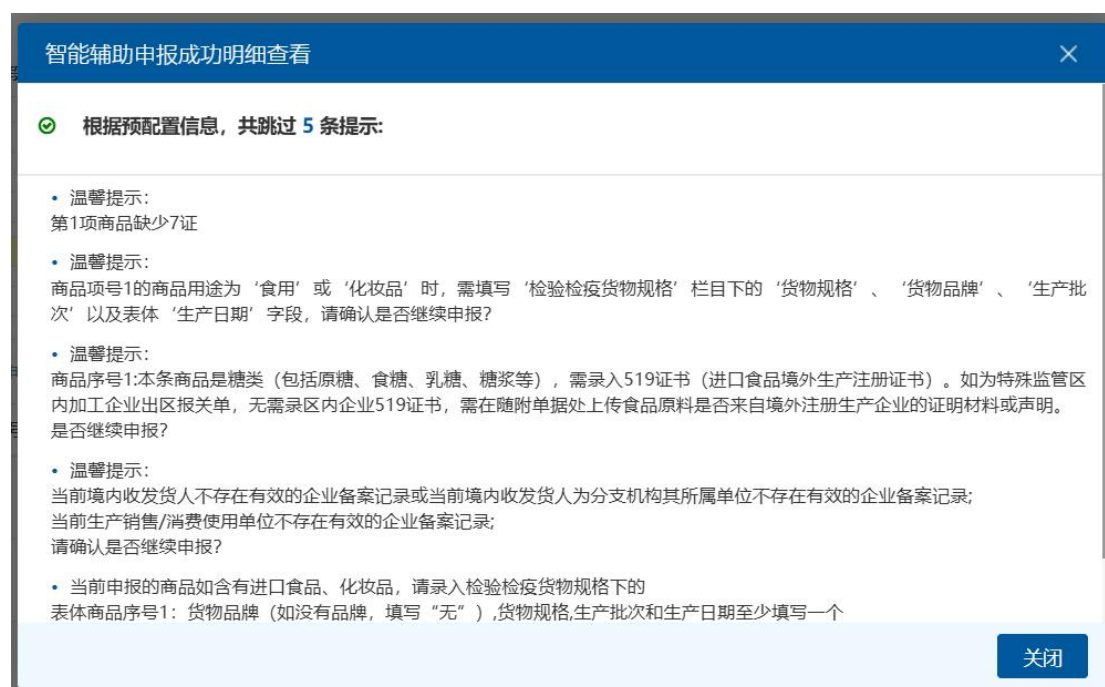 智能辅助申报成功明细查看
根据预配置信息，共跳过 5 条提示:
• 温馨提示:
第1项商品缺少7证
• 温馨提示:
商品项号1的商品用途为‘食用’或‘化妆品’时，需填写‘检验检疫货物规格’栏目下的‘货物规格’、‘货物品牌’、‘生产批
次’以及表体‘生产日期’字段，请确认是否继续申报?
• 温馨提示:
商品序号1:本条商品是糖类（包括原糖、食糖、乳糖、糖浆等），需录入519证书（进口食品境外生产注册证书）。如为特殊监管区
内加工企业出区报关单，无需录区内企业519证书，需在随附单据处上传食品原料是否来自境外注册生产企业的证明材料或声明。
是否继续申报?
• 温馨提示:
当前境内收发货人不存在有效的企业备案记录或当前境内收发货人为分支机构其所属单位不存在有效的企业备案记录;
当前生产销售/消费使用单位不存在有效的企业备案记录;
请确认是否继续申报?
• 当前申报的商品如含有进口食品、化妆品，请录入检验检疫货物规格下的
表体商品序号1：货物品牌（如没有品牌，填写“无”）,货物规格,生产批次和生产日期至少填写一个
关闭